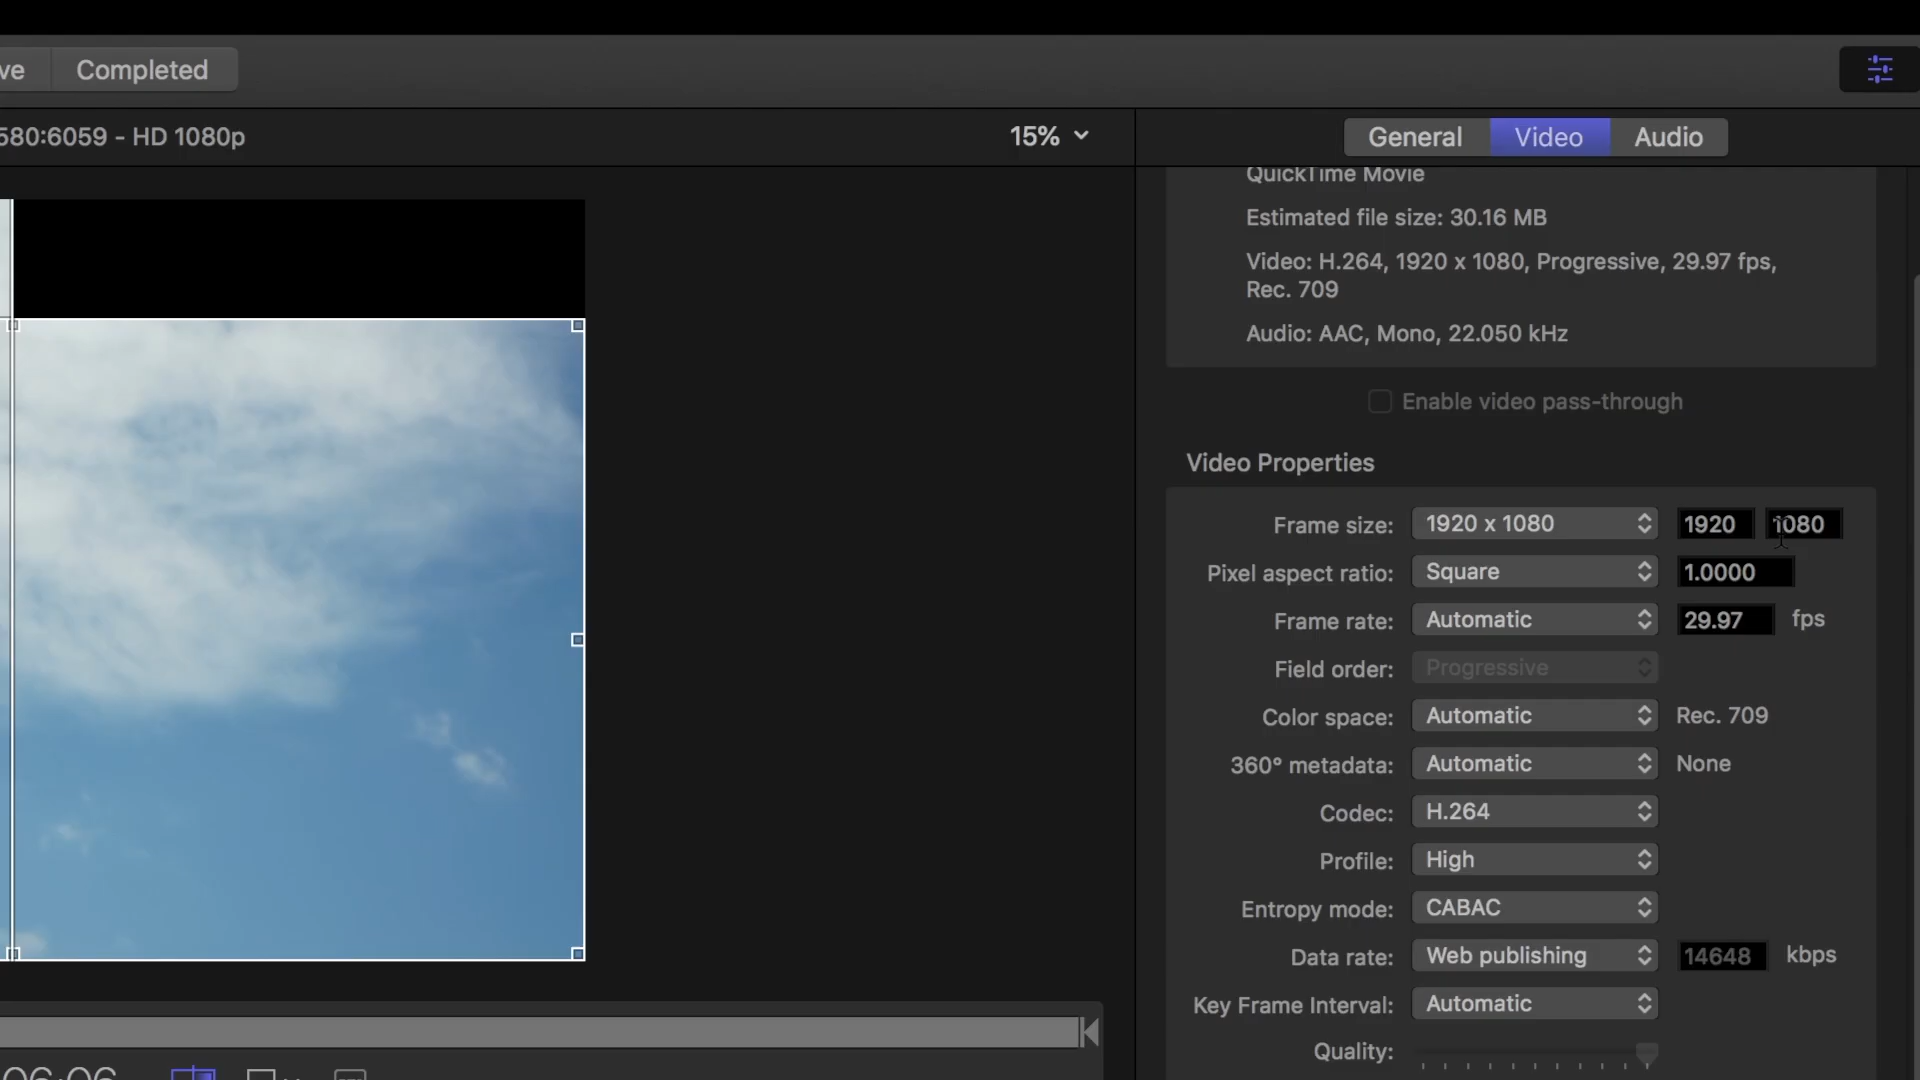 ve
Completed
580:6059 - HD 1080p
15%
General
Video
Audio
QuickTime Movie
Estimated file size: 30.16 MB
Video: H.264, 1920 x 1080, Progressive, 29.97 fps,
Rec. 709
Audio: AAC, Mono, 22.050 kHz
Enable video pass-through
Video Properties
Frame size: 1920 x 1080 1920 1080
Pixel aspect ratio: Square 1.0000
Frame rate: Automatic 29.97 fps
Field order: Progressive
Color space: Automatic Rec. 709
360° metadata: Automatic None
Codec: H.264
Profile: High
Entropy mode: CABAC
Data rate: Web publishing 14648 kbps
Key Frame Interval: Automatic
Quality:
06:06